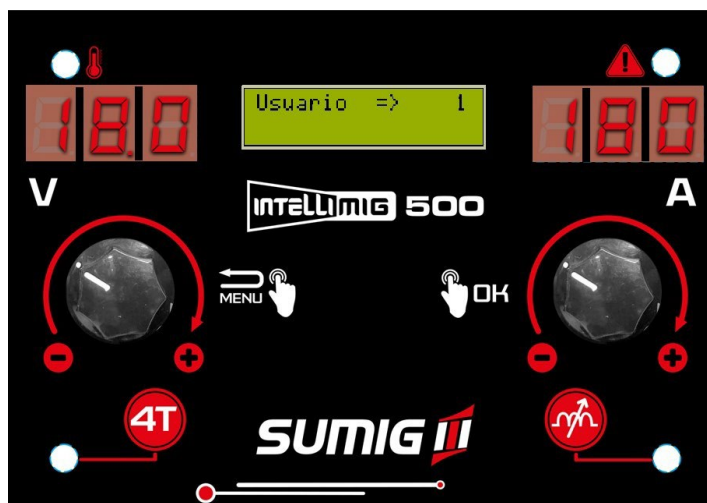 18.0
Usuario => 1
180
V
A
INTELLIMIG 500
MENU
OK
4T
SUMIG